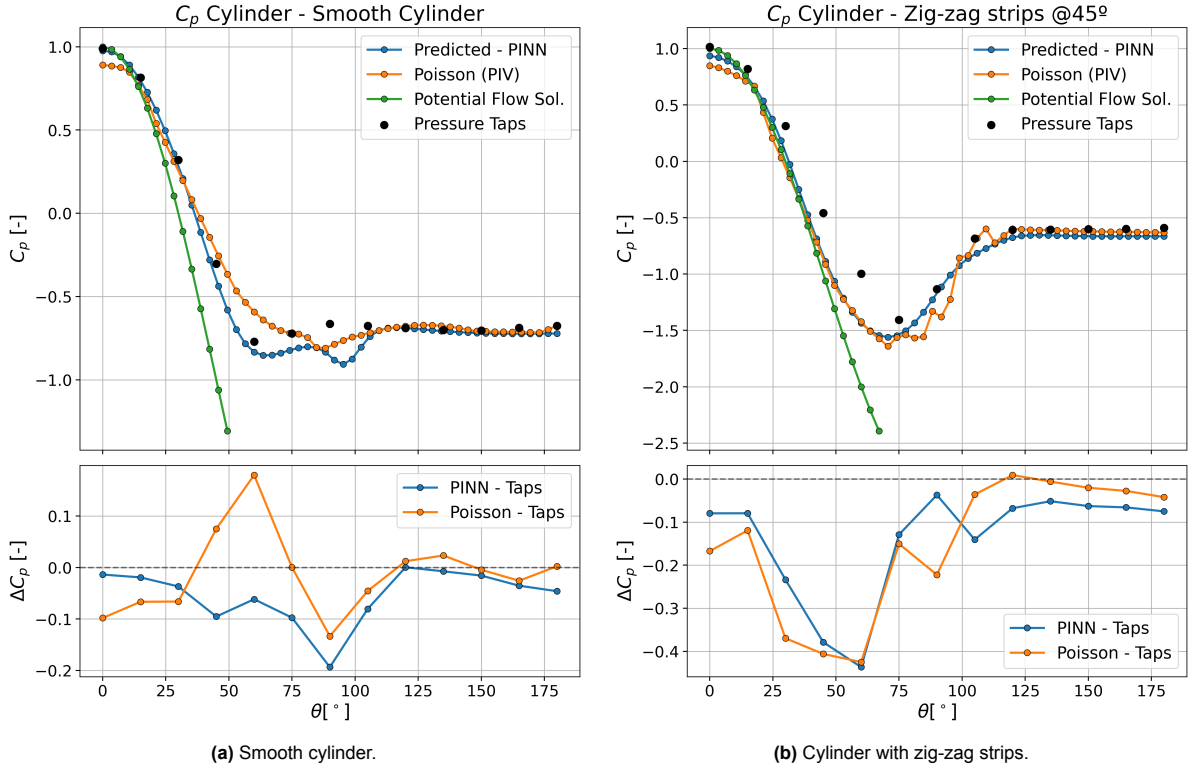 C_p Cylinder - Smooth Cylinder
1.0
0.5
0.0
−0.5
−1.0
C_p [-]
Predicted - PINN
Poisson (PIV)
Potential Flow Sol.
Pressure Taps
0.1
0.0
−0.1
−0.2
ΔC_p [-]
PINN - Taps
Poisson - Taps
0 25 50 75 100 125 150 175
θ[°]
(a) Smooth cylinder.
C_p Cylinder - Zig-zag strips @45º
1.0
0.5
0.0
−0.5
−1.0
−1.5
−2.0
−2.5
C_p [-]
Predicted - PINN
Poisson (PIV)
Potential Flow Sol.
Pressure Taps
0.0
−0.1
−0.2
−0.3
−0.4
ΔC_p [-]
PINN - Taps
Poisson - Taps
0 25 50 75 100 125 150 175
θ[°]
(b) Cylinder with zig-zag strips.